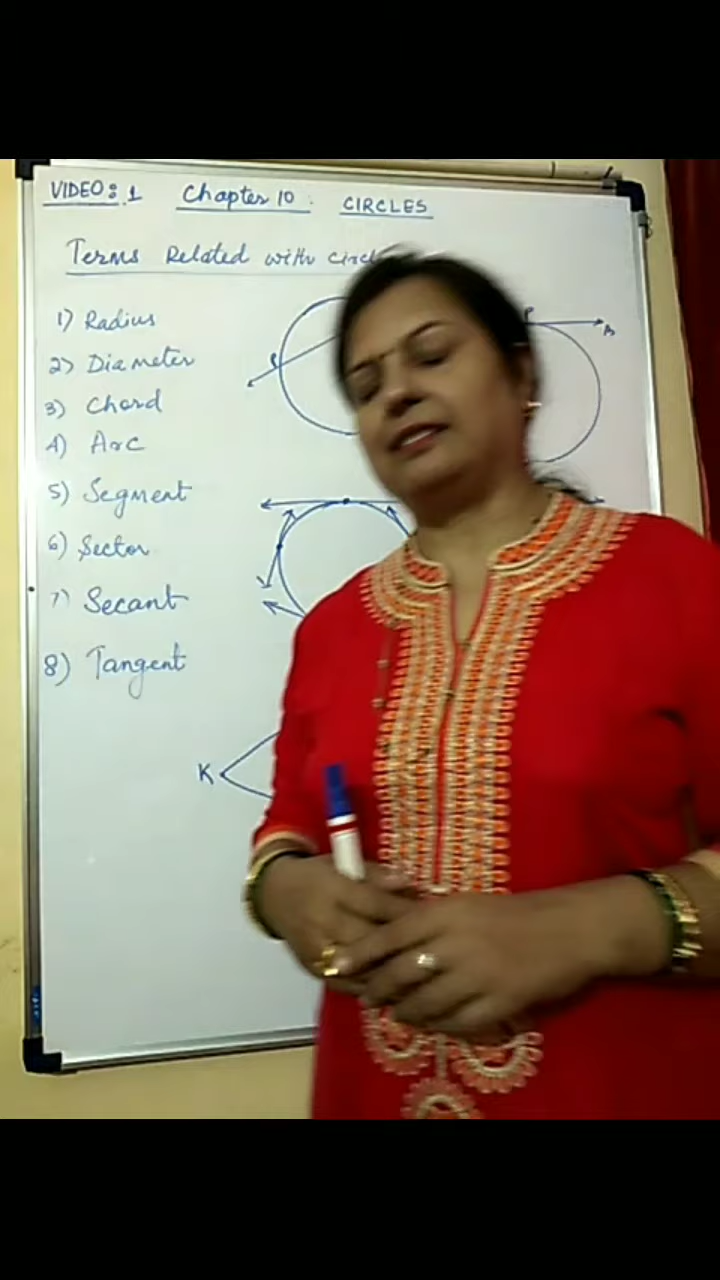 VIDEO: 1 Chapter 10: CIRCLES
Terms Related with
1) Radius
2) Diameter
3) Chord
4) Arc
5) Segment
6) Sector
7) Secant
8) Tangent
P
K